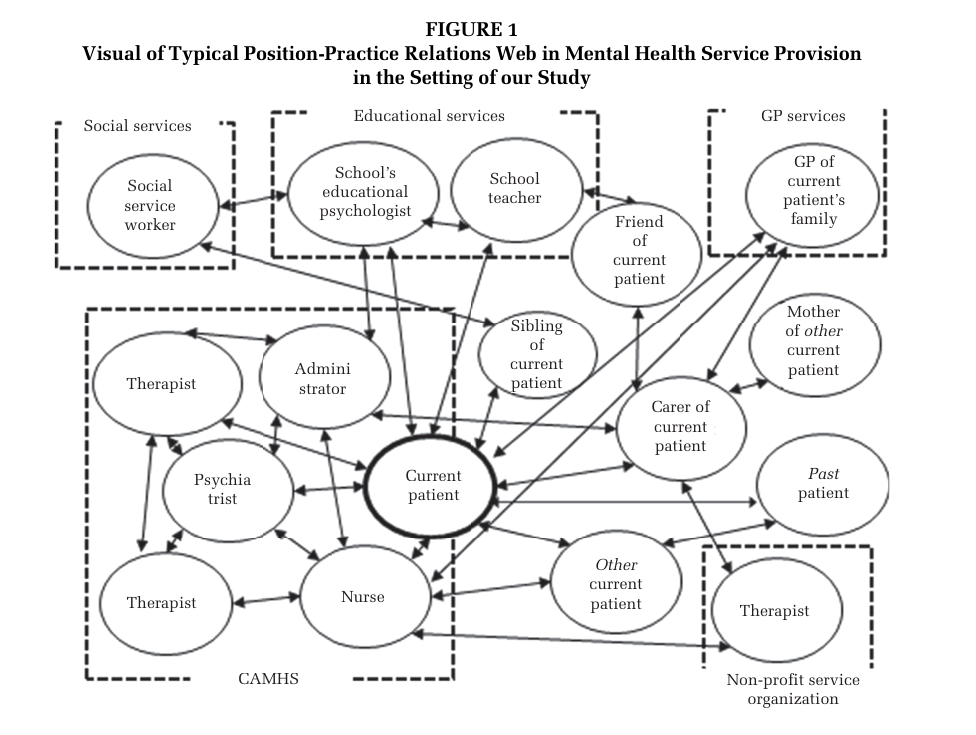 FIGURE 1
Visual of Typical Position-Practice Relations Web in Mental Health Service Provision
in the Setting of our Study
Social services
Educational services
GP services
Social
service
worker
School's
educational
psychologist
School
teacher
Friend
of
current
patient
GP of
current
patient's
family
Therapist
Admini
strator
Sibling
of
current
patient
Mother
of other
current
patient
Carer of
current
patient
Psychia
trist
Current
patient
Past
patient
Therapist
Nurse
Other
current
patient
Therapist
CAMHS
Non-profit service
organization